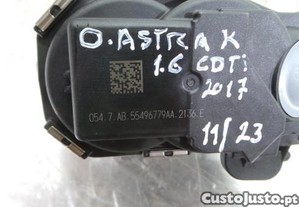 O. ASTRA K
1.6 CDTi
2017
11/23
054.7.AB.55496779AA.2136.E
CustoJusto.pt